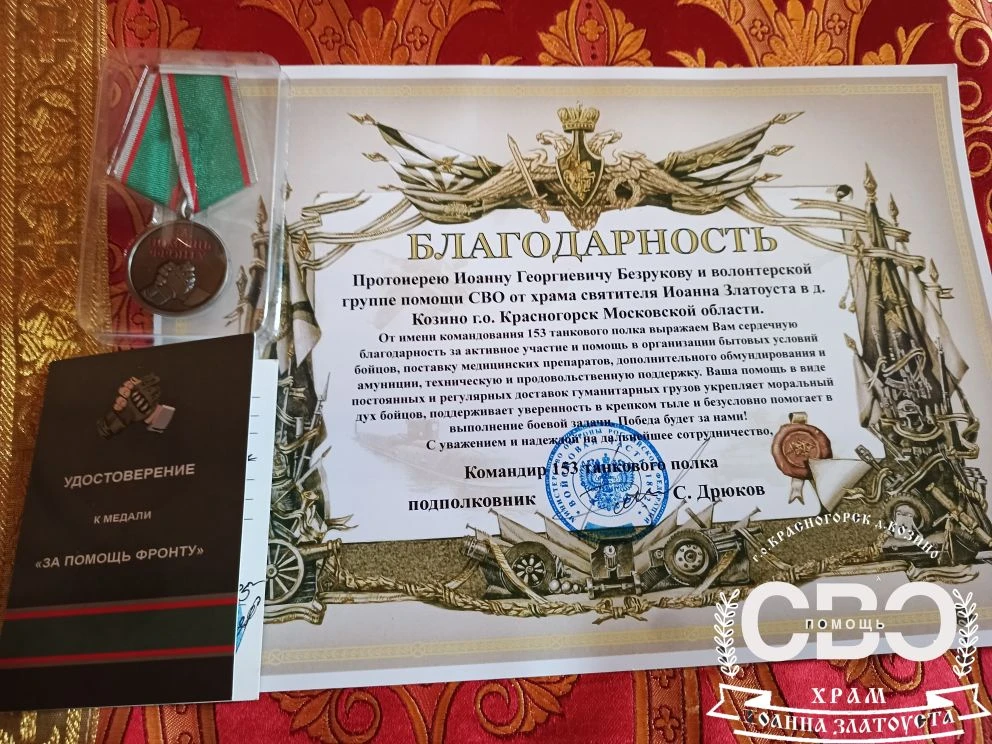 БЛАГОДАРНОСТЬ
Протоиерею Иоанну Георгиевичу Безрукову и волонтерской
группе помощи СВО от храма святителя Иоанна Златоуста в д.
Козино г.о. Красногорск Московской области.
От имени командования 153 танкового полка выражаем Вам сердечную
благодарность за активное участие и помощь в организации бытовых условий
бойцов, поставку медицинских препаратов, дополнительного обмундирования и
амуниции, техническую и продовольственную поддержку. Ваша помощь в виде
постоянных и регулярных доставок гуманитарных грузов укрепляет моральный
дух бойцов, поддерживает уверенность в крепком тыле и безусловно помогает в
выполнение боевой задачи. Победа будет за нами!
С уважением и надеждой на дальнейшее сотрудничество,
Командир 153 танкового полка
подполковник С. Дрюков
ЗА
ПОМОЩЬ
ФРОНТУ
УДОСТОВЕРЕНИЕ
К МЕДАЛИ
«ЗА ПОМОЩЬ ФРОНТУ»
г.о. КРАСНОГОРСК д. КОЗИНО
СВО
ПОМОЩЬ
ХРАМ
ИОАННА ЗЛАТОУСТА